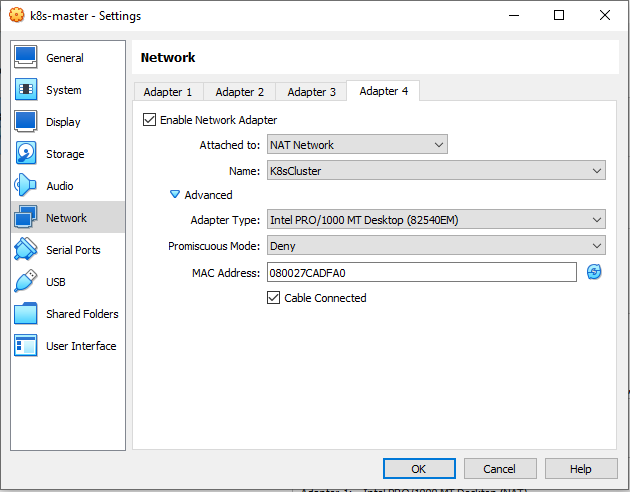 k8s-master - Settings
General
System
Display
Storage
Audio
Network
Serial Ports
USB
Shared Folders
User Interface
Network
Adapter 1 Adapter 2 Adapter 3 Adapter 4
Enable Network Adapter
Attached to: NAT Network
Name: K8sCluster
Advanced
Adapter Type: Intel PRO/1000 MT Desktop (82540EM)
Promiscuous Mode: Deny
MAC Address: 080027CADFA0
Cable Connected
OK Cancel Help
Adapter 1: Intel PRO/1000 MT Desktop (NAT)